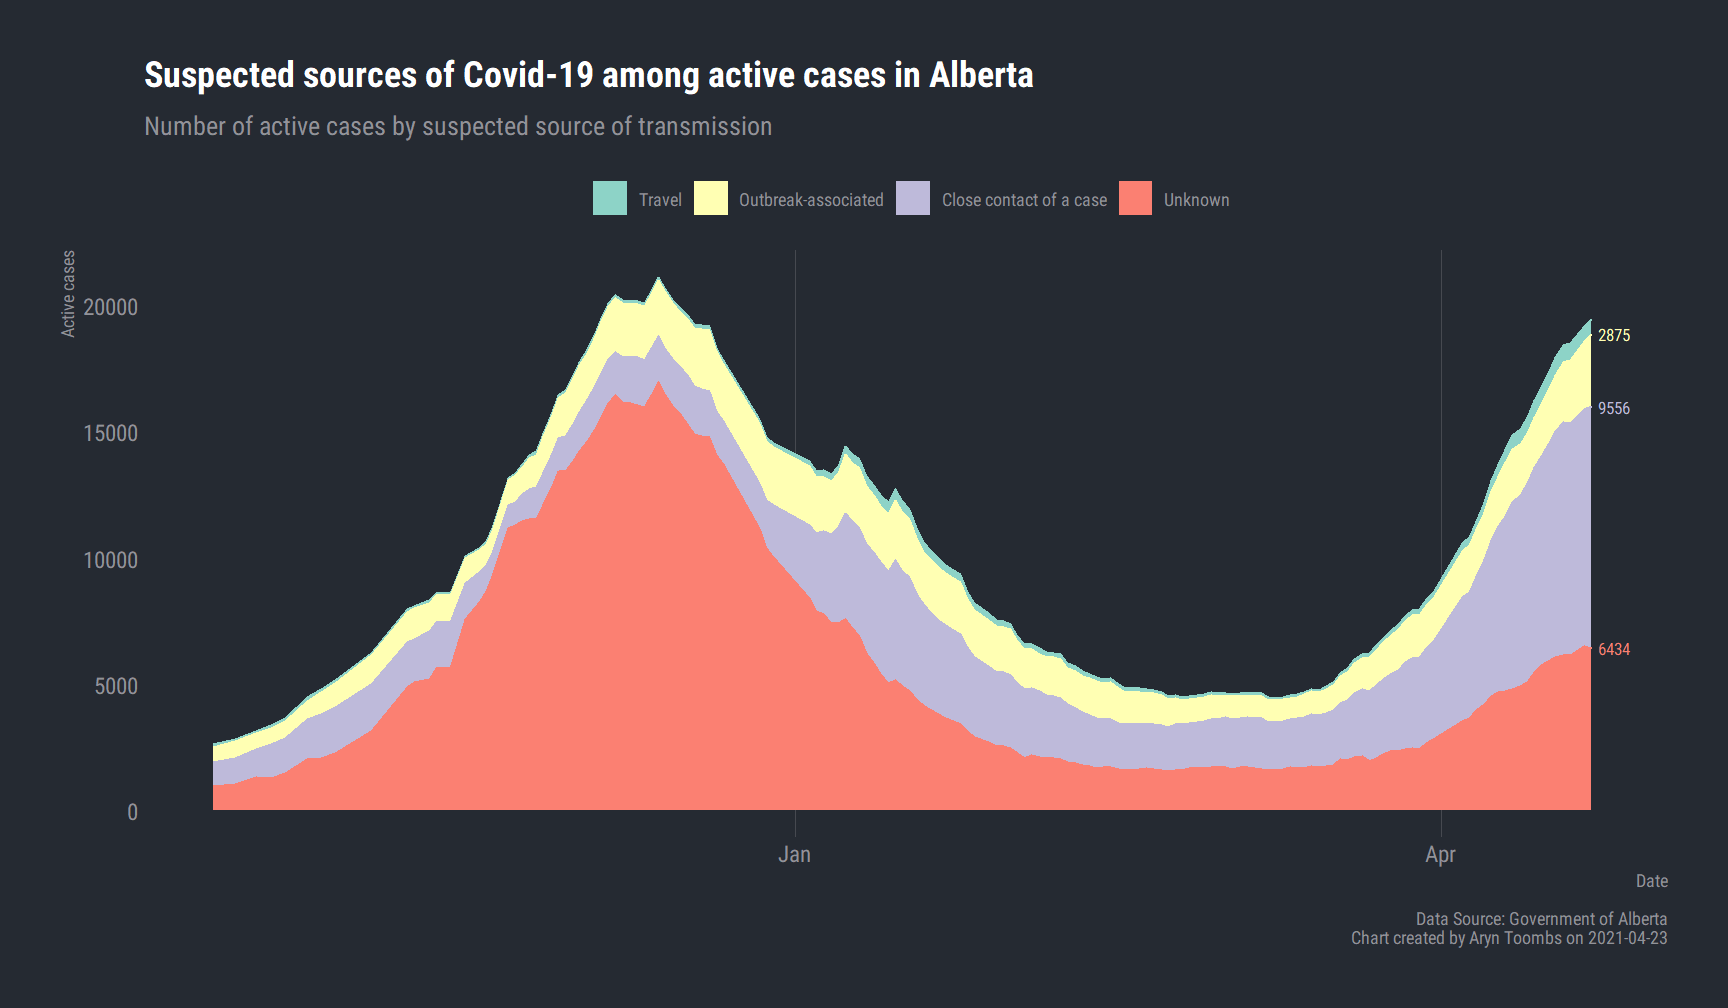 Suspected sources of Covid-19 among active cases in Alberta
Number of active cases by suspected source of transmission
Travel
Outbreak-associated
Close contact of a case
Unknown
Active cases
20000
15000
10000
5000
0
2875
9556
6434
Jan
Apr
Date
Data Source: Government of Alberta
Chart created by Aryn Toombs on 2021-04-23